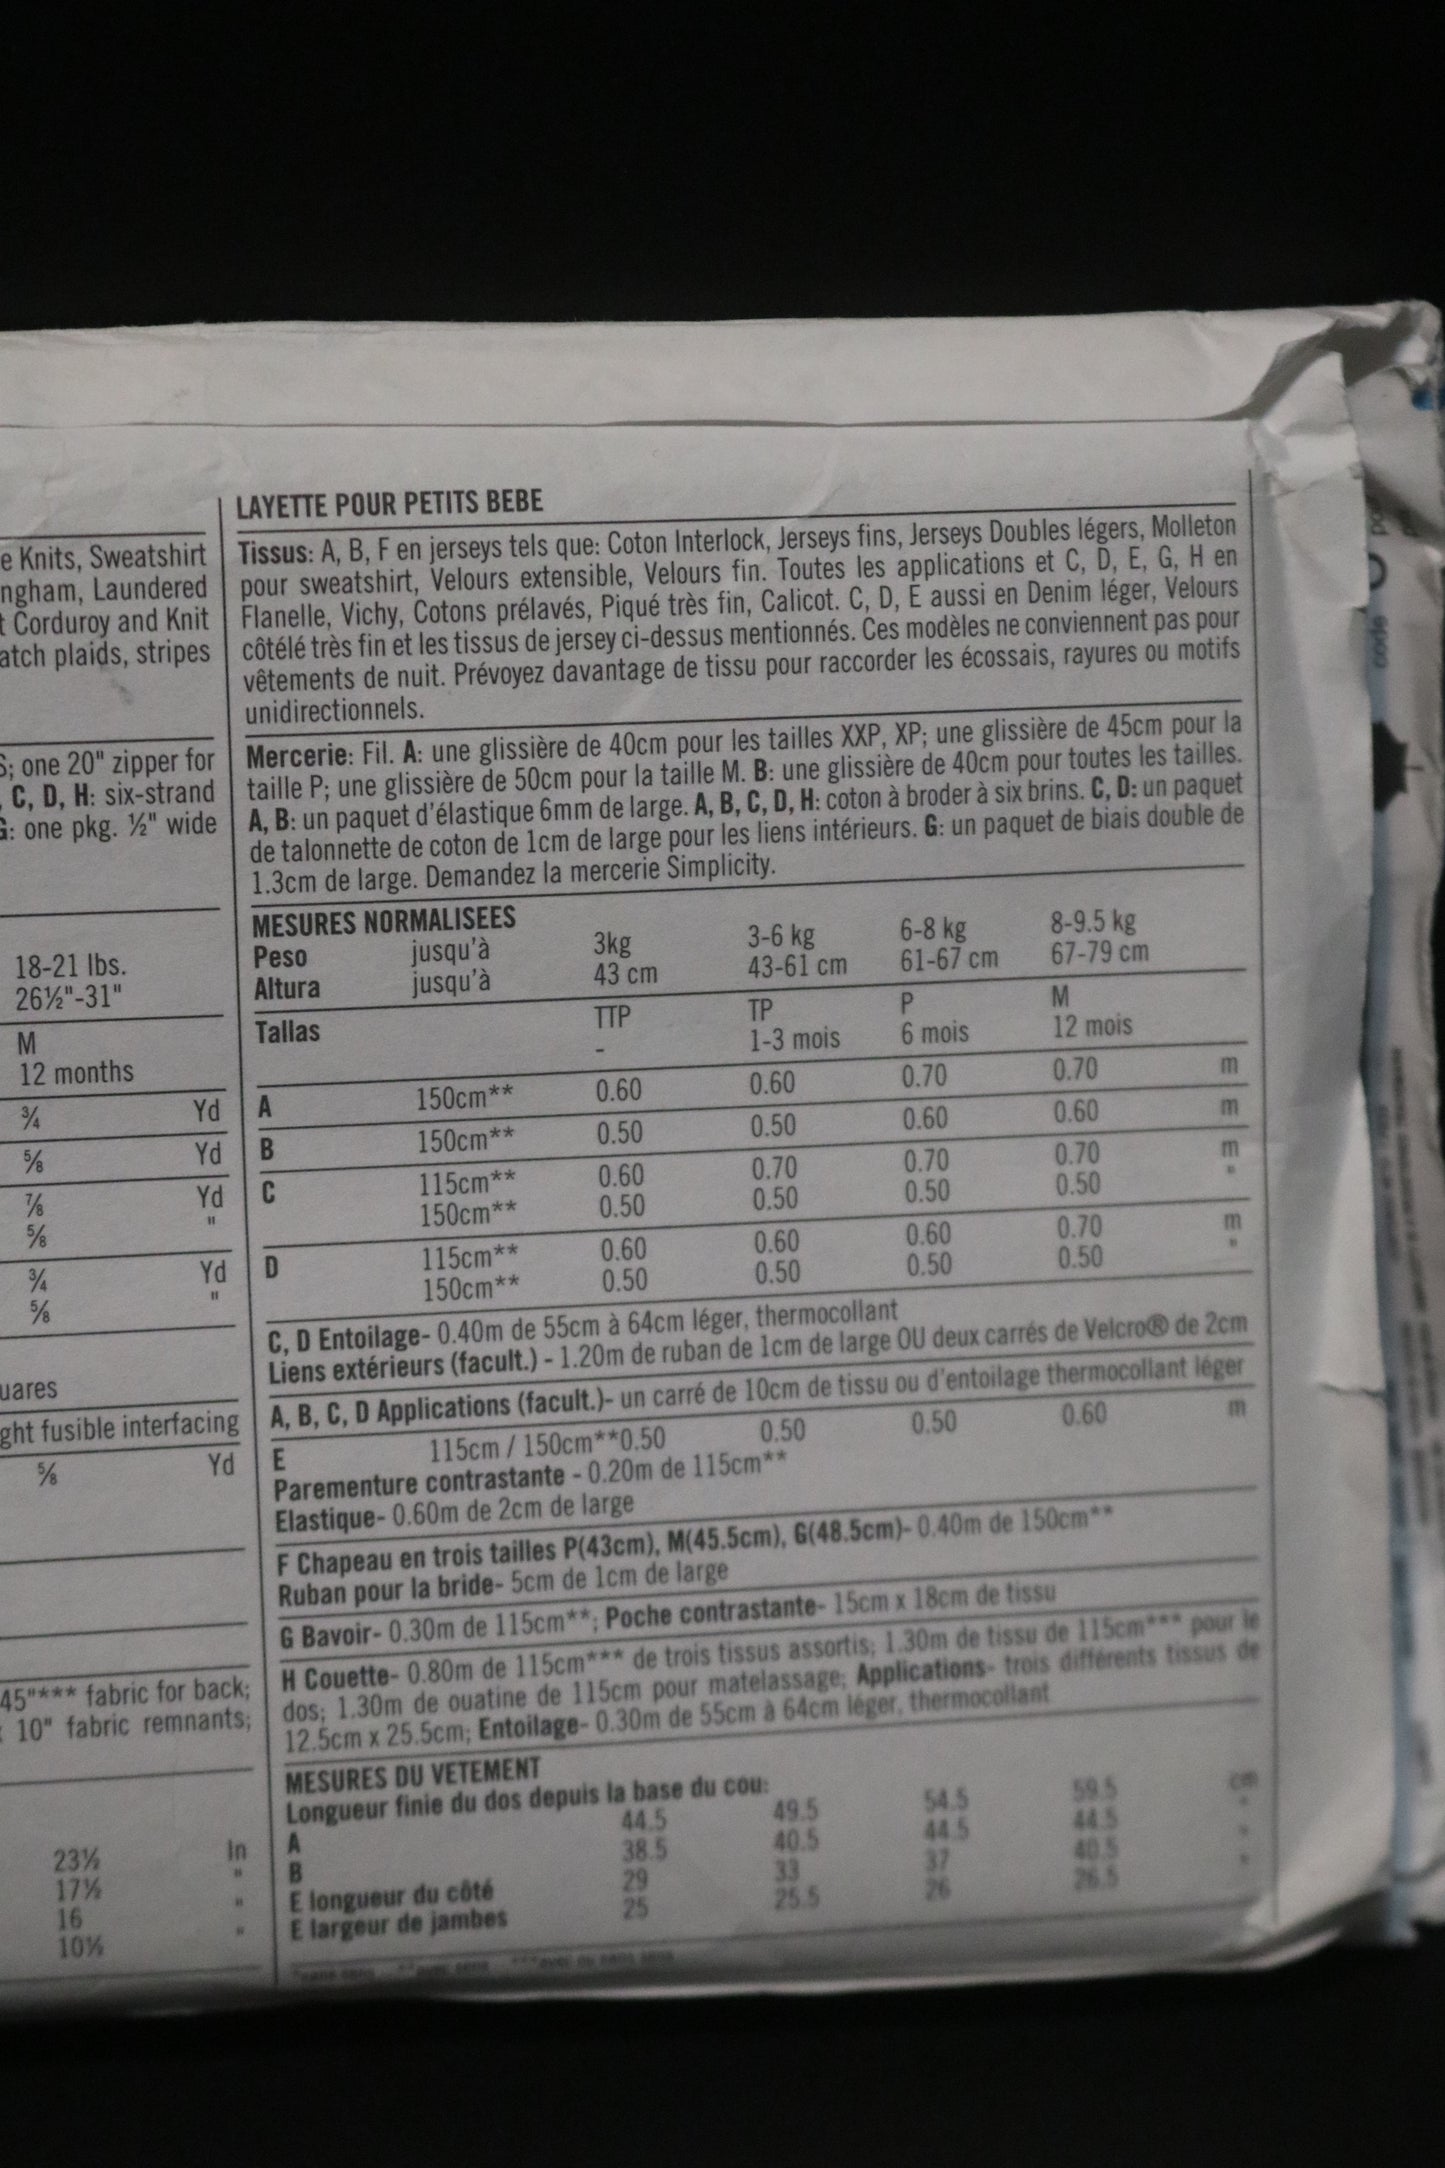 e Knits, Sweatshirt
ngham, Laundered
t Corduroy and Knit
atch plaids, stripes
S; one 20" zipper for
, C, D, H: six-strand
G: one pkg. ½" wide
18-21 lbs.
26½"-31"
M
12 months
¾ Yd
⅝ Yd
⅞ Yd
⅝ "
¾ Yd
⅝ "
uares
ght fusible interfacing
⅝ Yd
45"*** fabric for back;
10" fabric remnants;
23½ In
17½ "
16 "
10½ "
LAYETTE POUR PETITS BEBE
Tissus: A, B, F en jerseys tels que: Coton Interlock, Jerseys fins, Jerseys Doubles légers, Molleton
pour sweatshirt, Velours extensible, Velours fin. Toutes les applications et C, D, E, G, H en
Flanelle, Vichy, Cotons prélavés, Piqué très fin, Calicot. C, D, E aussi en Denim léger, Velours
côtélé très fin et les tissus de jersey ci-dessus mentionnés. Ces modèles ne conviennent pas pour
vêtements de nuit. Prévoyez davantage de tissu pour raccorder les écossais, rayures ou motifs
unidirectionnels.
Mercerie: Fil. A: une glissière de 40cm pour les tailles XXP, XP; une glissière de 45cm pour la
taille P; une glissière de 50cm pour la taille M. B: une glissière de 40cm pour toutes les tailles.
A, B: un paquet d'élastique 6mm de large. A, B, C, D, H: coton à broder à six brins. C, D: un paquet
de talonnette de coton de 1cm de large pour les liens intérieurs. G: un paquet de biais double de
1.3cm de large. Demandez la mercerie Simplicity.
MESURES NORMALISEES
Peso jusqu'à 3kg 3-6 kg 6-8 kg 8-9.5 kg
Altura jusqu'à 43 cm 43-61 cm 61-67 cm 67-79 cm
Tallas TTP TP P M
- 1-3 mois 6 mois 12 mois
A 150cm** 0.60 0.60 0.70 0.70 m
B 150cm** 0.50 0.50 0.60 0.60 m
C 115cm** 0.60 0.70 0.70 0.70 m
150cm** 0.50 0.50 0.50 0.50 "
D 115cm** 0.60 0.60 0.60 0.70 m
150cm** 0.50 0.50 0.50 0.50 "
C, D Entoilage- 0.40m de 55cm à 64cm léger, thermocollant
Liens extérieurs (facult.) - 1.20m de ruban de 1cm de large OU deux carrés de Velcro® de 2cm
A, B, C, D Applications (facult.)- un carré de 10cm de tissu ou d'entoilage thermocollant léger
E 115cm / 150cm**0.50 0.50 0.50 0.60 m
Parementure contrastante - 0.20m de 115cm**
Elastique- 0.60m de 2cm de large
F Chapeau en trois tailles P(43cm), M(45.5cm), G(48.5cm)- 0.40m de 150cm**
Ruban pour la bride- 5cm de 1cm de large
G Bavoir- 0.30m de 115cm**; Poche contrastante- 15cm x 18cm de tissu
H Couette- 0.80m de 115cm*** de trois tissus assortis; 1.30m de tissu de 115cm*** pour le
dos; 1.30m de ouatine de 115cm pour matelassage; Applications- trois différents tissus de
12.5cm x 25.5cm; Entoilage- 0.30m de 55cm à 64cm léger, thermocollant
MESURES DU VETEMENT
Longueur finie du dos depuis la base du cou:
A 44.5 49.5 54.5 59.5 cm
B 38.5 40.5 44.5 44.5 "
E longueur du côté 29 33 37 40.5 "
E largeur de jambes 25 25.5 26 26.5 "
*sans sens **avec sens ***avec ou sans sens
code